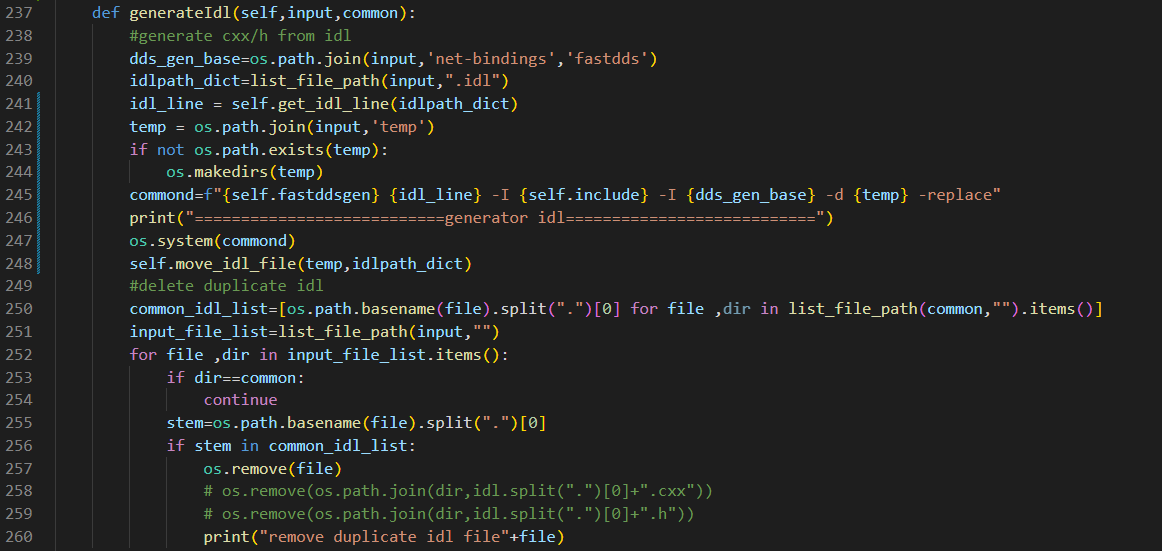 237 def generateIdl(self,input,common):
238 #generate cxx/h from idl
239 dds_gen_base=os.path.join(input,'net-bindings','fastdds')
240 idlpath_dict=list_file_path(input,".idl")
241 idl_line = self.get_idl_line(idlpath_dict)
242 temp = os.path.join(input,'temp')
243 if not os.path.exists(temp):
244 os.makedirs(temp)
245 commond=f"{self.fastddsgen} {idl_line} -I {self.include} -I {dds_gen_base} -d {temp} -replace"
246 print("===========================generator idl===========================")
247 os.system(commond)
248 self.move_idl_file(temp,idlpath_dict)
249 #delete duplicate idl
250 common_idl_list=[os.path.basename(file).split(".")[0] for file ,dir in list_file_path(common,"").items()]
251 input_file_list=list_file_path(input,"")
252 for file ,dir in input_file_list.items():
253 if dir==common:
254 continue
255 stem=os.path.basename(file).split(".")[0]
256 if stem in common_idl_list:
257 os.remove(file)
258 # os.remove(os.path.join(dir,idl.split(".")[0]+".cxx"))
259 # os.remove(os.path.join(dir,idl.split(".")[0]+".h"))
260 print("remove duplicate idl file"+file)